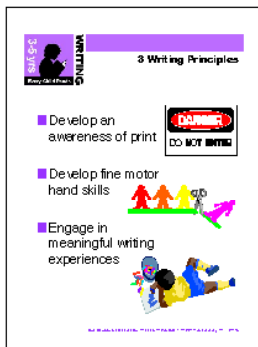 3-5 yrs
WRITING
Every Child Reads
3 Writing Principles
Develop an
awareness of print
DANGER
DO NOT ENTER
Develop fine motor
hand skills
Engage in
meaningful writing
experiences